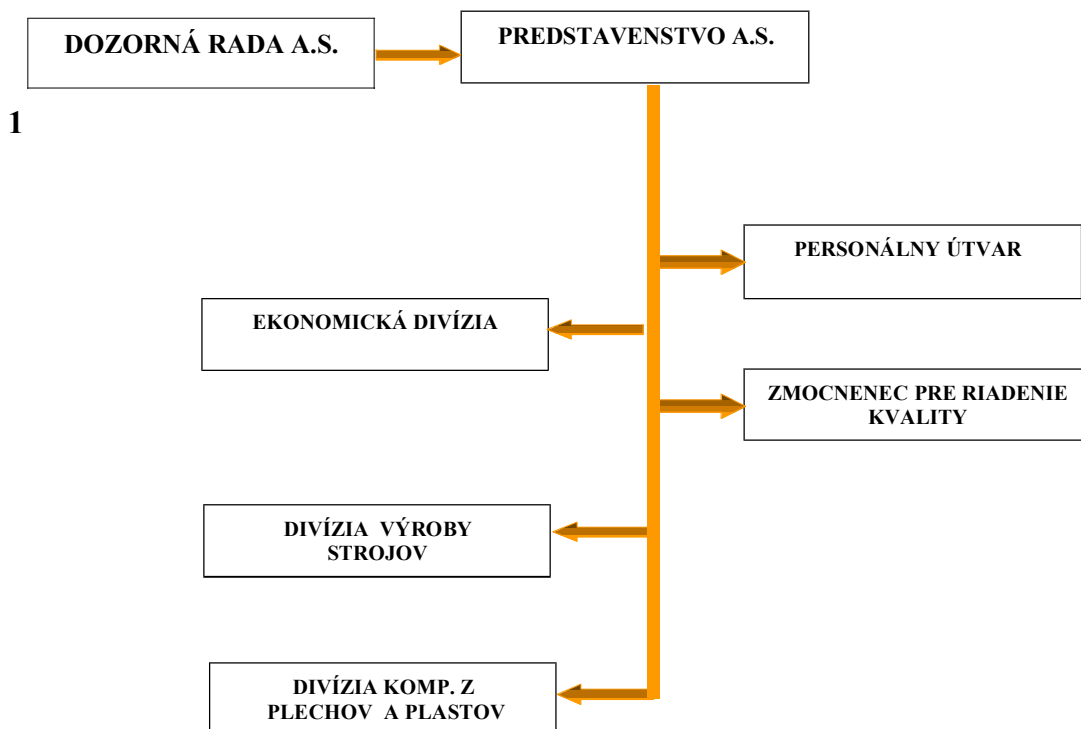 DOZORNÁ RADA A.S.
PREDSTAVENSTVO A.S.
1
PERSONÁLNY ÚTVAR
EKONOMICKÁ DIVÍZIA
ZMOCNENEC PRE RIADENIE
KVALITY
DIVÍZIA VÝROBY
STROJOV
DIVÍZIA KOMP. Z
PLECHOV A PLASTOV